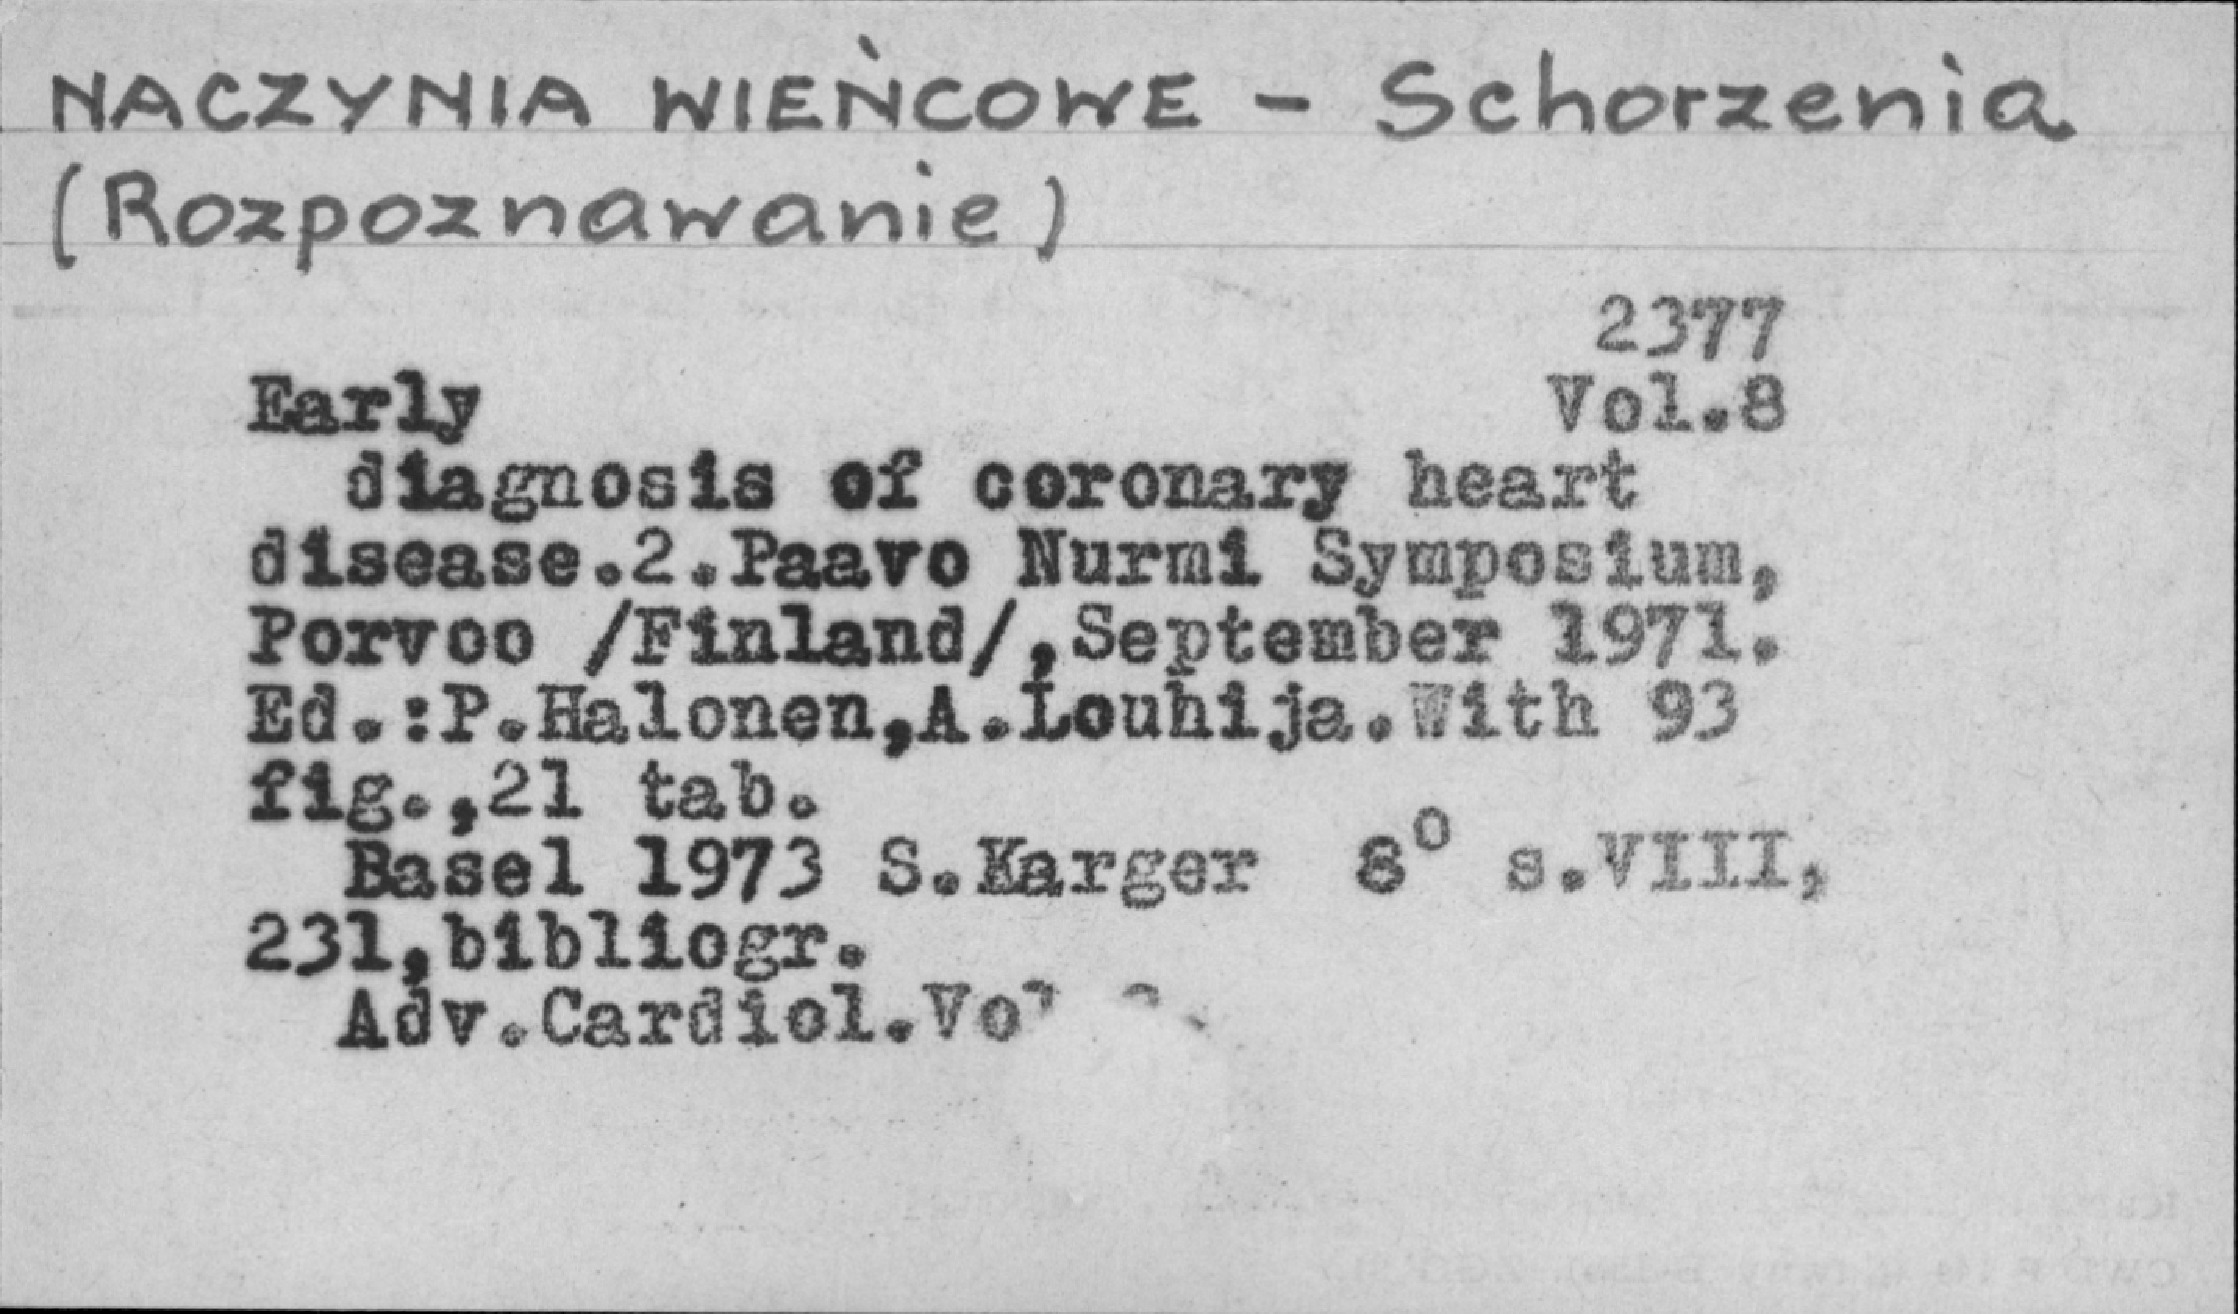 NACZYNIA WIEŃCOWE - Schorzenia
(Rozpoznawanie)
2377
Early Vol.8
diagnosis of coronary heart
disease.2.Paavo Nurmi Symposium,
Porvoo /Finland/,September 1971.
Ed.:P.Halonen,A.Louhija.With 93
fig.,21 tab.
Basel 1973 S.Karger 8° s.VIII,
231,bibliogr.
Adv.Cardiol.